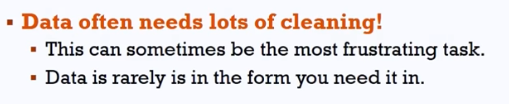 ▪ Data often needs lots of cleaning!
▪ This can sometimes be the most frustrating task.
▪ Data is rarely is in the form you need it in.